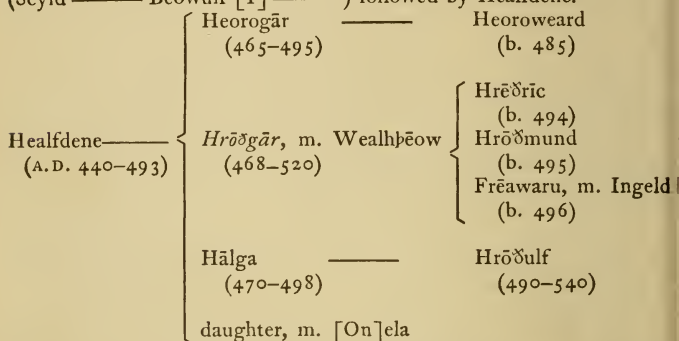 Heorogār ——— Heoroweard
(465–495) (b. 485)
Hrēðrīc
(b. 494)
Healfdene——— Hrōðgār, m. Wealhþēow Hrōðmund
(A.D. 440–493) (468–520) (b. 495)
Frēawaru, m. Ingeld
(b. 496)
Hālga ——— Hrōðulf
(470–498) (490–540)
daughter, m. [On]ela